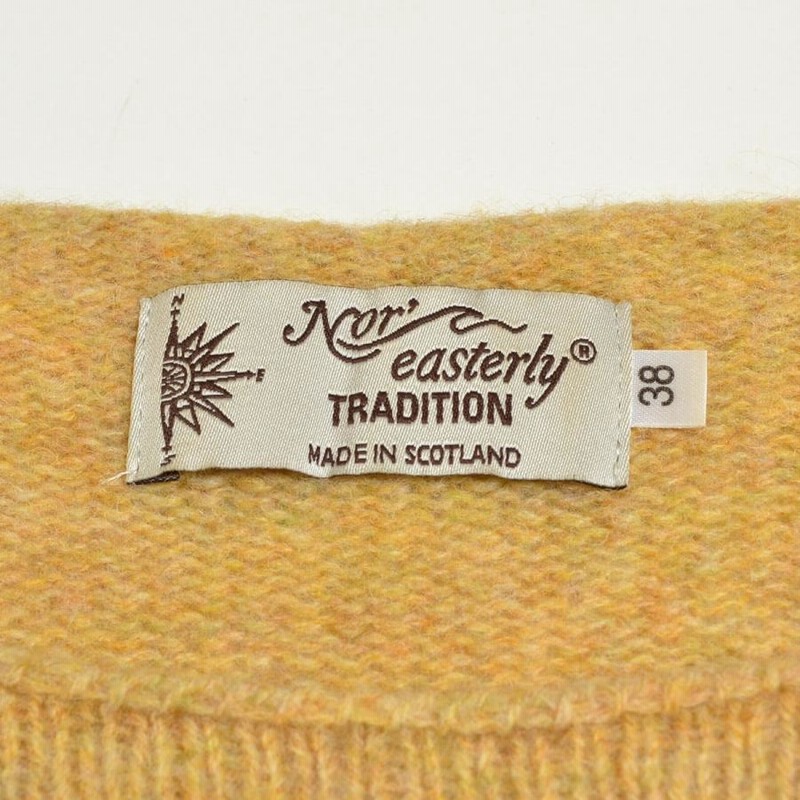 Nor'
easterly®
TRADITION
MADE IN SCOTLAND
N
E
38